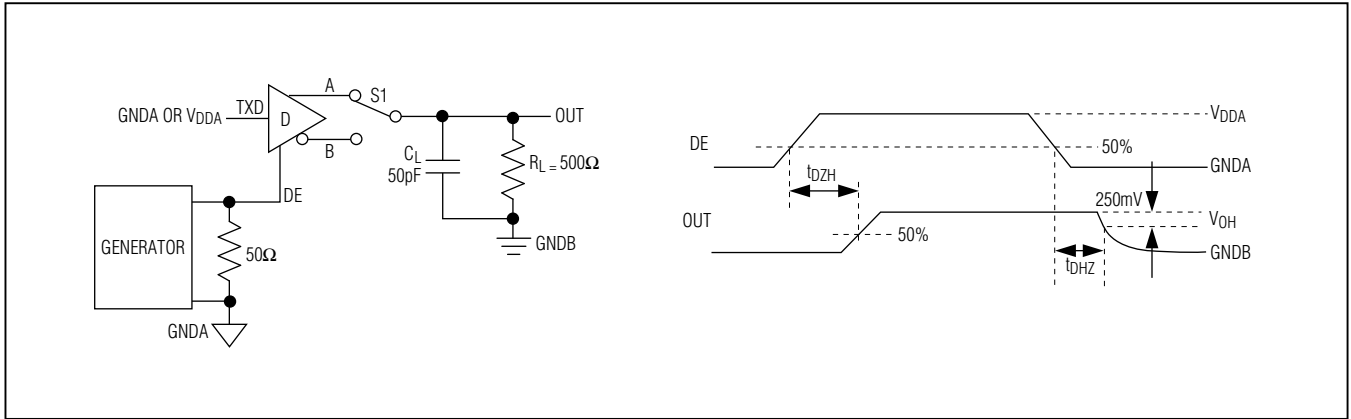 GNDA OR VDDA
TXD
D
A
B
S1
OUT
CL
50pF
RL = 500Ω
GNDB
DE
GENERATOR
50Ω
GNDA
DE
VDDA
50%
GNDA
tDZH
250mV
OUT
VOH
50%
GNDB
tDHZ